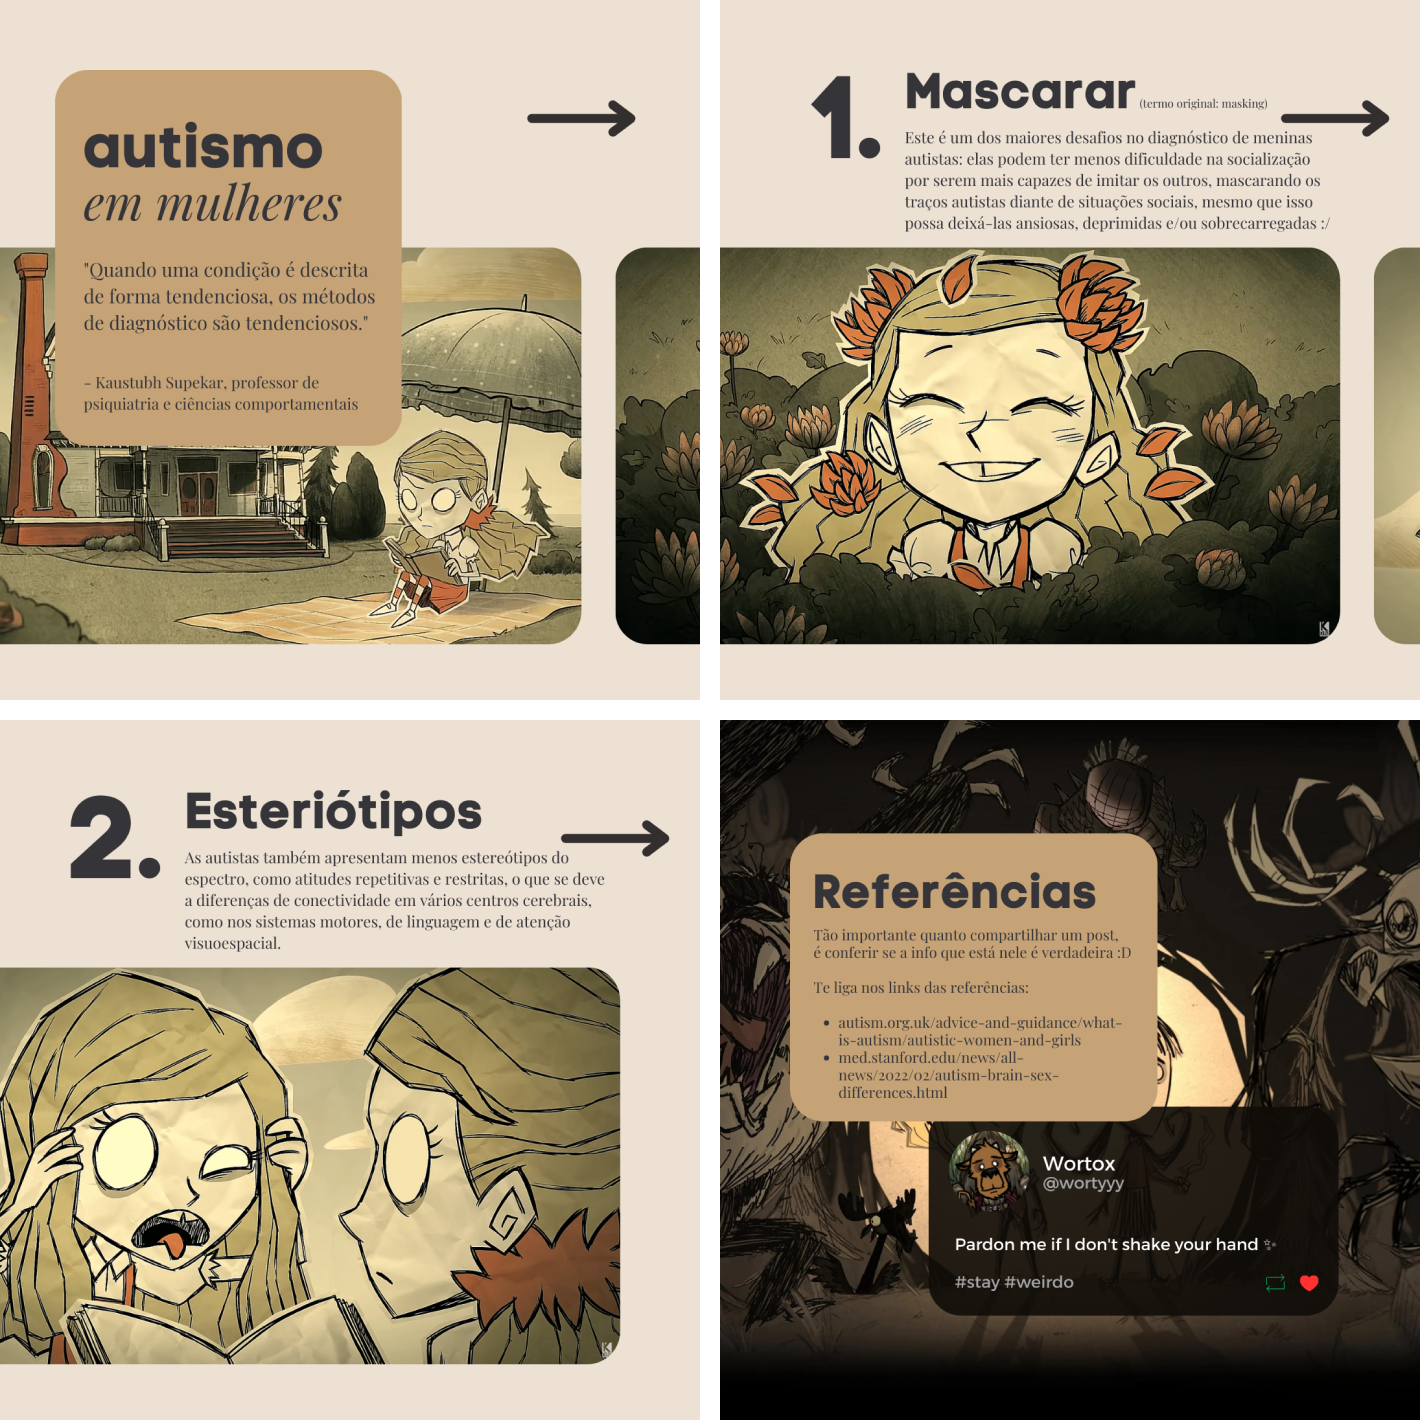 autismo
em mulheres
"Quando uma condição é descrita
de forma tendenciosa, os métodos
de diagnóstico são tendenciosos."
- Kaustubh Supekar, professor de
psiquiatria e ciências comportamentais
1.
Mascarar (termo original: masking)
Este é um dos maiores desafios no diagnóstico de meninas
autistas: elas podem ter menos dificuldade na socialização
por serem mais capazes de imitar os outros, mascarando os
traços autistas diante de situações sociais, mesmo que isso
possa deixá-las ansiosas, deprimidas e/ou sobrecarregadas :/
2.
Esteriótipos
As autistas também apresentam menos estereótipos do
espectro, como atitudes repetitivas e restritas, o que se deve
a diferenças de conectividade em vários centros cerebrais,
como nos sistemas motores, de linguagem e de atenção
visuoespacial.
Referências
Tão importante quanto compartilhar um post,
é conferir se a info que está nele é verdadeira :D
Te liga nos links das referências:
• autism.org.uk/advice-and-guidance/what-
is-autism/autistic-women-and-girls
• med.stanford.edu/news/all-
news/2022/02/autism-brain-sex-
differences.html
Wortox
@wortyyy
Pardon me if I don't shake your hand ✨
#stay #weirdo